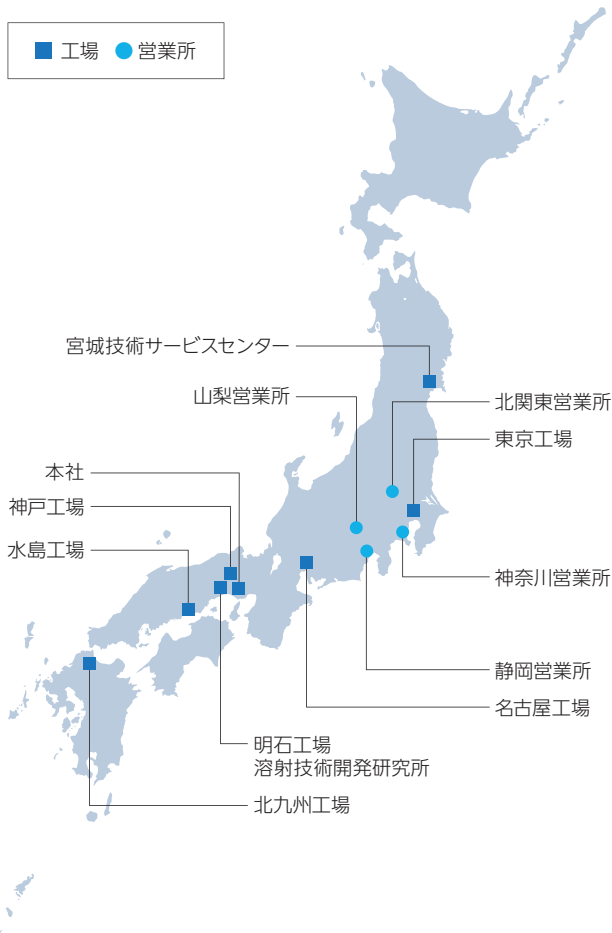 工場 営業所
宮城技術サービスセンター
山梨営業所
北関東営業所
東京工場
本社
神戸工場
水島工場
神奈川営業所
静岡営業所
名古屋工場
明石工場
溶射技術開発研究所
北九州工場